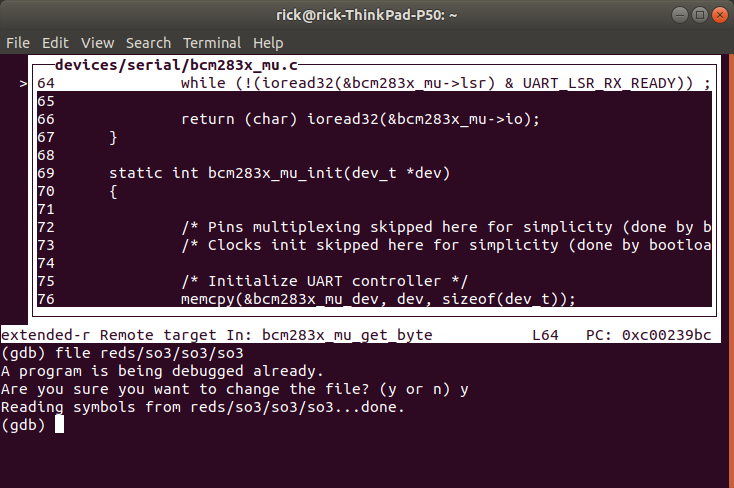 rick@rick-ThinkPad-P50: ~
File Edit View Search Terminal Help
devices/serial/bcm283x_mu.c
> 64 while (!(ioread32(&bcm283x_mu->lsr) & UART_LSR_RX_READY)) ;
65
66 return (char) ioread32(&bcm283x_mu->io);
67 }
68
69 static int bcm283x_mu_init(dev_t *dev)
70 {
71
72 /* Pins multiplexing skipped here for simplicity (done by b
73 /* Clocks init skipped here for simplicity (done by bootloa
74
75 /* Initialize UART controller */
76 memcpy(&bcm283x_mu_dev, dev, sizeof(dev_t));
extended-r Remote target In: bcm283x_mu_get_byte L64 PC: 0xc00239bc
(gdb) file reds/so3/so3/so3
A program is being debugged already.
Are you sure you want to change the file? (y or n) y
Reading symbols from reds/so3/so3/so3...done.
(gdb)